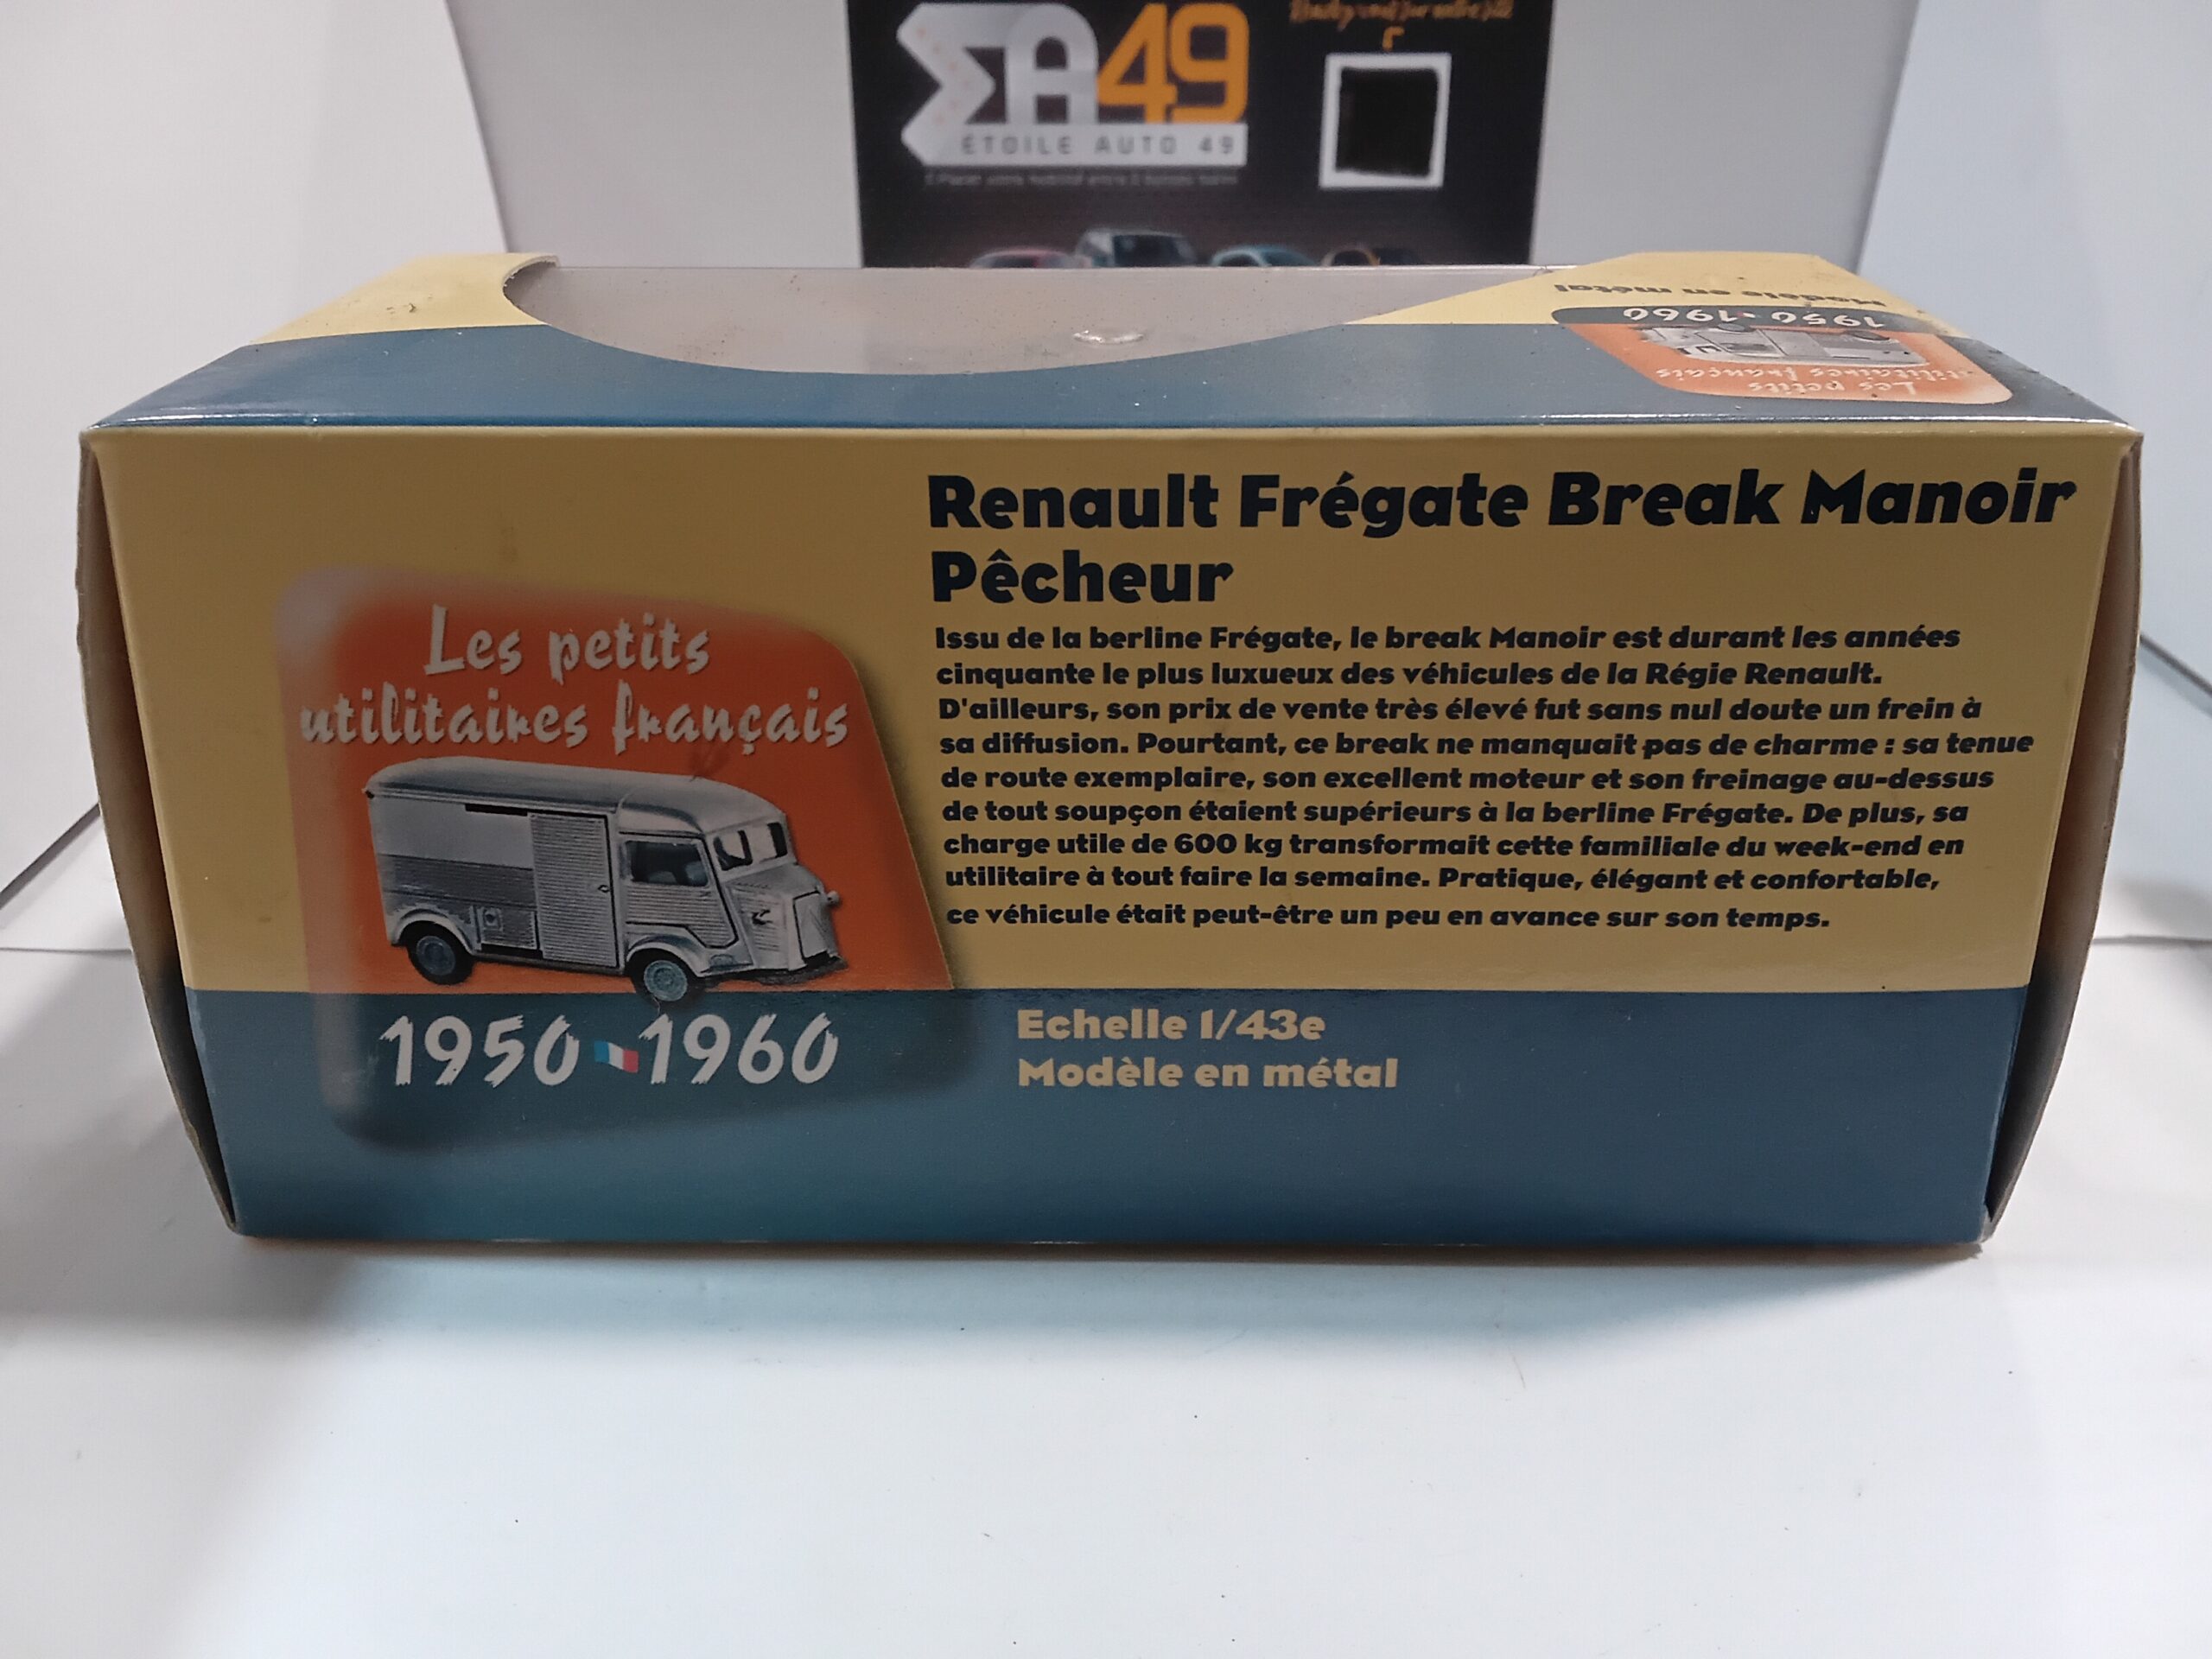 EA49
ÉTOILE AUTO 49
Modèle en métal
1950 1960
Les petits
utilitaires français
Renault Frégate Break Manoir
Pêcheur
Issu de la berline Frégate, le break Manoir est durant les années
cinquante le plus luxueux des véhicules de la Régie Renault.
D'ailleurs, son prix de vente très élevé fut sans nul doute un frein à
sa diffusion. Pourtant, ce break ne manquait pas de charme : sa tenue
de route exemplaire, son excellent moteur et son freinage au-dessus
de tout soupçon étaient supérieurs à la berline Frégate. De plus, sa
charge utile de 600 kg transformait cette familiale du week-end en
utilitaire à tout faire la semaine. Pratique, élégant et confortable,
ce véhicule était peut-être un peu en avance sur son temps.
Les petits
utilitaires français
1950 1960
Echelle 1/43e
Modèle en métal